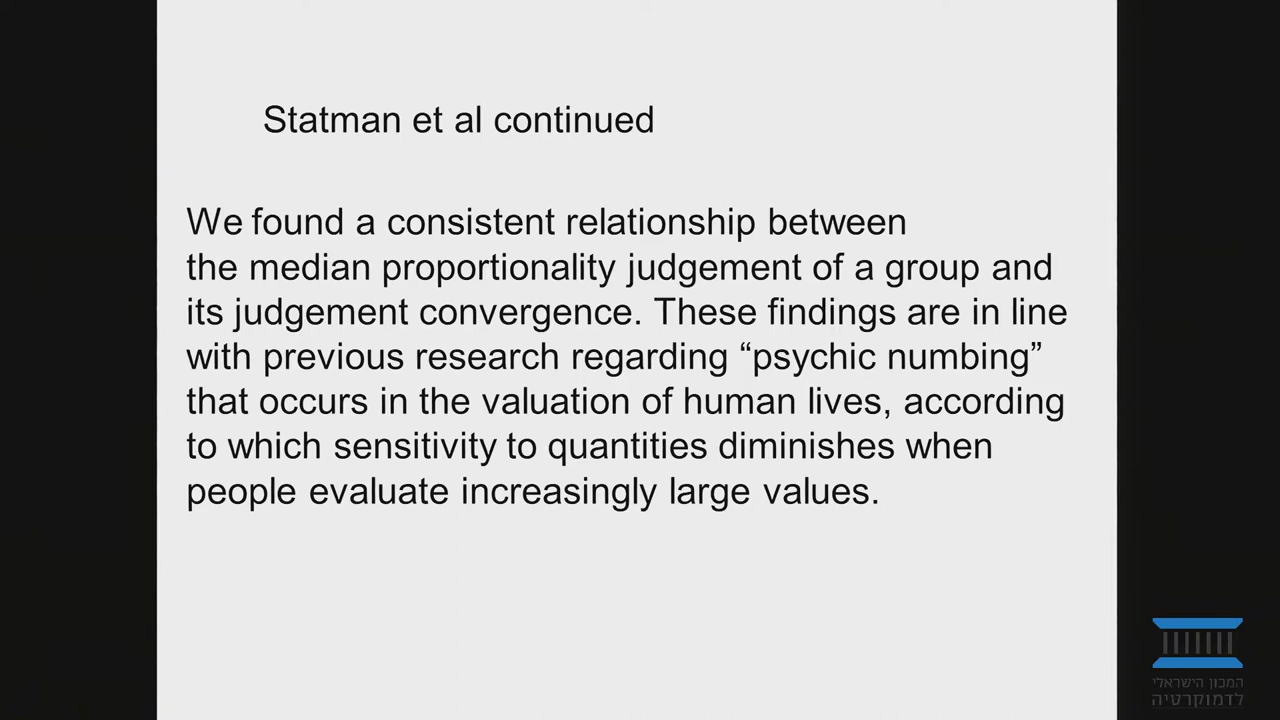 Statman et al continued
We found a consistent relationship between
the median proportionality judgement of a group and
its judgement convergence. These findings are in line
with previous research regarding “psychic numbing”
that occurs in the valuation of human lives, according
to which sensitivity to quantities diminishes when
people evaluate increasingly large values.
המכון הישראלי
לדמוקרטיה